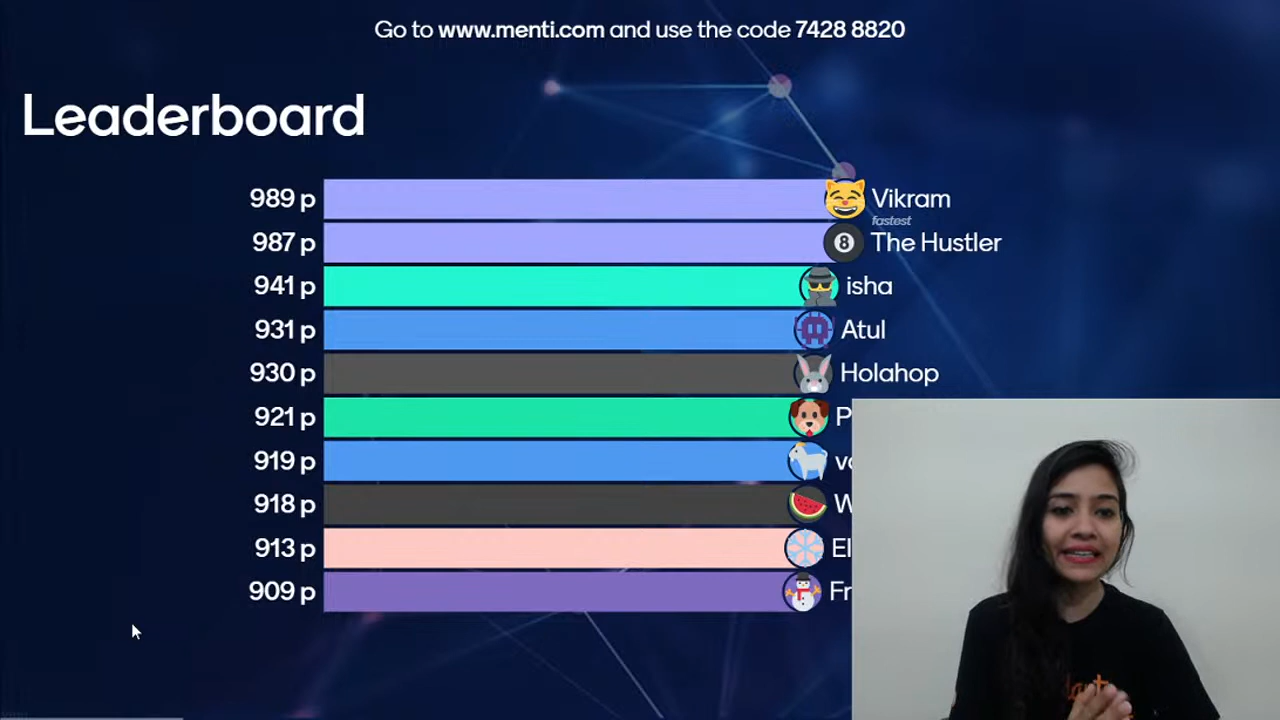 Go to www.menti.com and use the code 7428 8820
Leaderboard
989 p Vikram
fastest
987 p The Hustler
941 p isha
931 p Atul
930 p Holahop
921 p
919 p
918 p
913 p
909 p